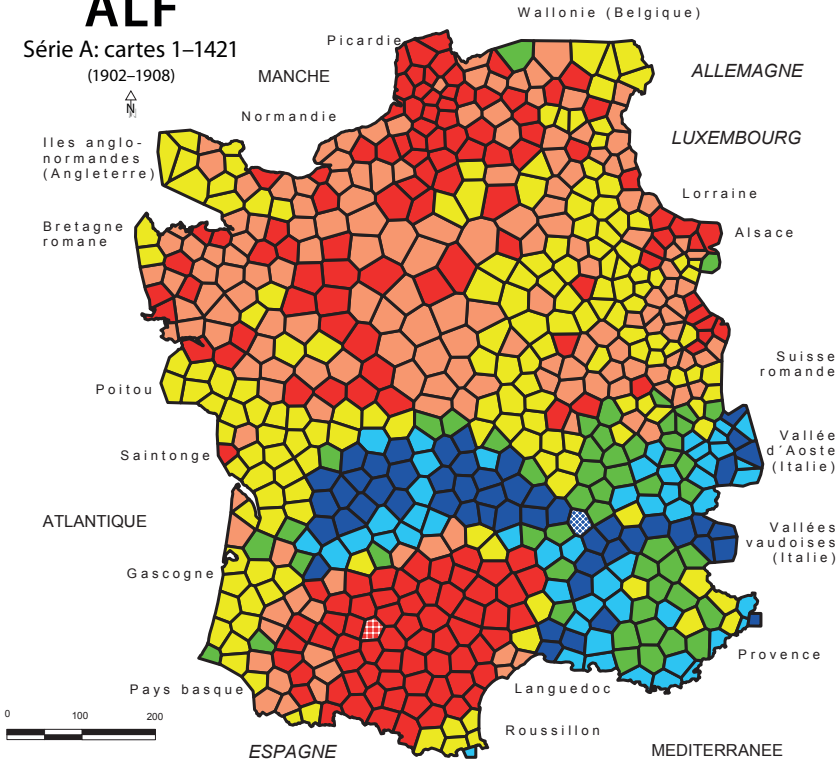 ALF
Série A: cartes 1–1421
(1902–1908)
N
Wallonie (Belgique)
Picardie
MANCHE
ALLEMAGNE
Normandie
LUXEMBOURG
Iles anglo-
normandes
(Angleterre)
Lorraine
Bretagne
romane
Alsace
Suisse
romande
Poitou
Vallée
d´Aoste
(Italie)
Saintonge
ATLANTIQUE
Vallées
vaudoises
(Italie)
Gascogne
Provence
Pays basque
Languedoc
0 100 200
Roussillon
ESPAGNE
MEDITERRANEE